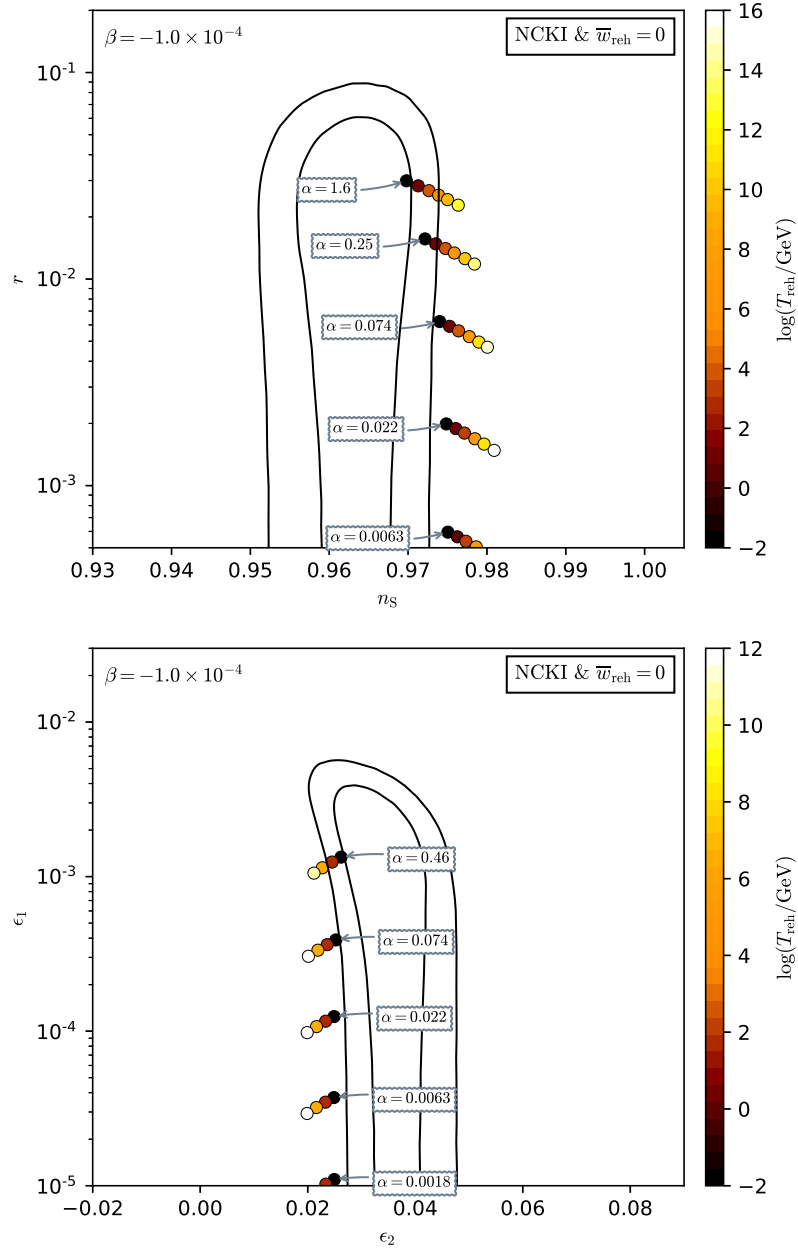 β = −1.0 × 10⁻⁴
NCKI & w̅_reh = 0
10⁻¹
10⁻²
10⁻³
r
α = 1.6
α = 0.25
α = 0.074
α = 0.022
α = 0.0063
0.93 0.94 0.95 0.96 0.97 0.98 0.99 1.00
n_S
16
14
12
10
8
6
4
2
0
−2
log(T_reh/GeV)
β = −1.0 × 10⁻⁴
NCKI & w̅_reh = 0
10⁻²
10⁻³
10⁻⁴
10⁻⁵
ϵ₁
α = 0.46
α = 0.074
α = 0.022
α = 0.0063
α = 0.0018
−0.02 0.00 0.02 0.04 0.06 0.08
ϵ₂
12
10
8
6
4
2
0
−2
log(T_reh/GeV)